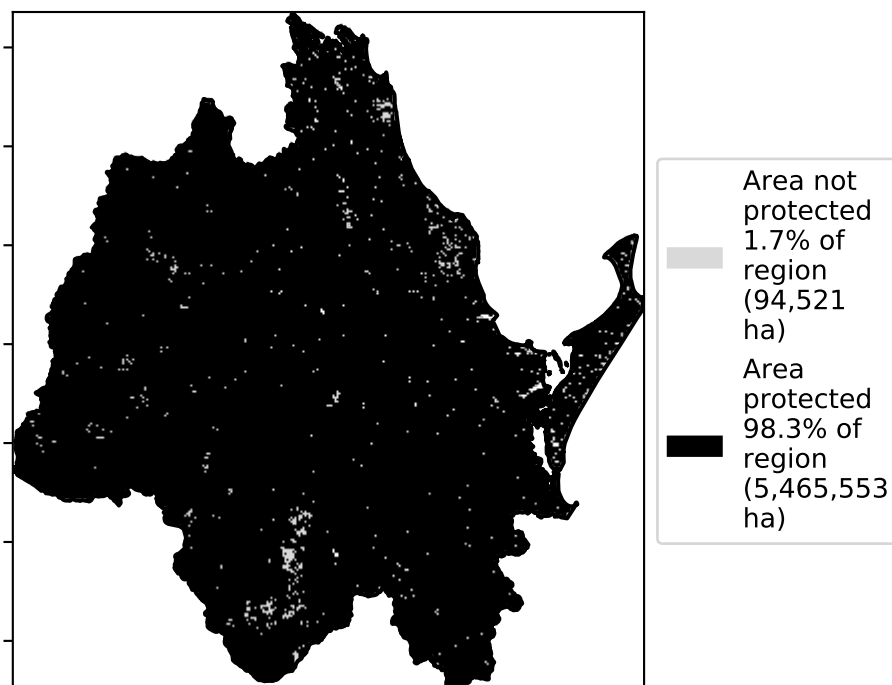 Area not
protected
1.7% of
region
(94,521
ha)
Area
protected
98.3% of
region
(5,465,553
ha)